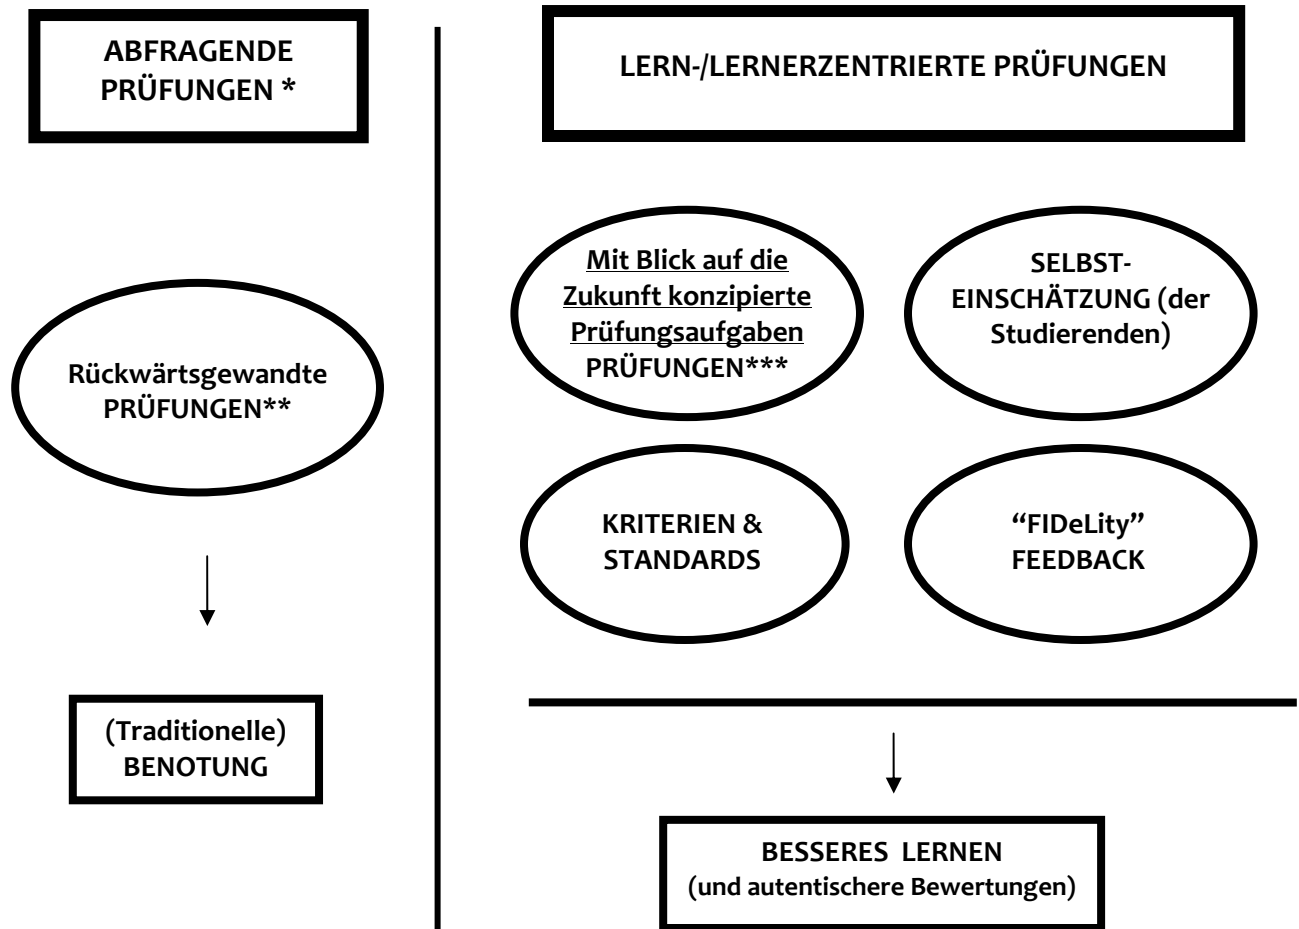 ABFRAGENDE
PRÜFUNGEN *
Rückwärtsgewandte
PRÜFUNGEN**
(Traditionelle)
BENOTUNG
LERN-/LERNERZENTRIERTE PRÜFUNGEN
Mit Blick auf die
Zukunft konzipierte
Prüfungsaufgaben
PRÜFUNGEN***
SELBST-
EINSCHÄTZUNG (der
Studierenden)
KRITERIEN &
STANDARDS
“FIDeLity”
FEEDBACK
BESSERES LERNEN
(und autentischere Bewertungen)